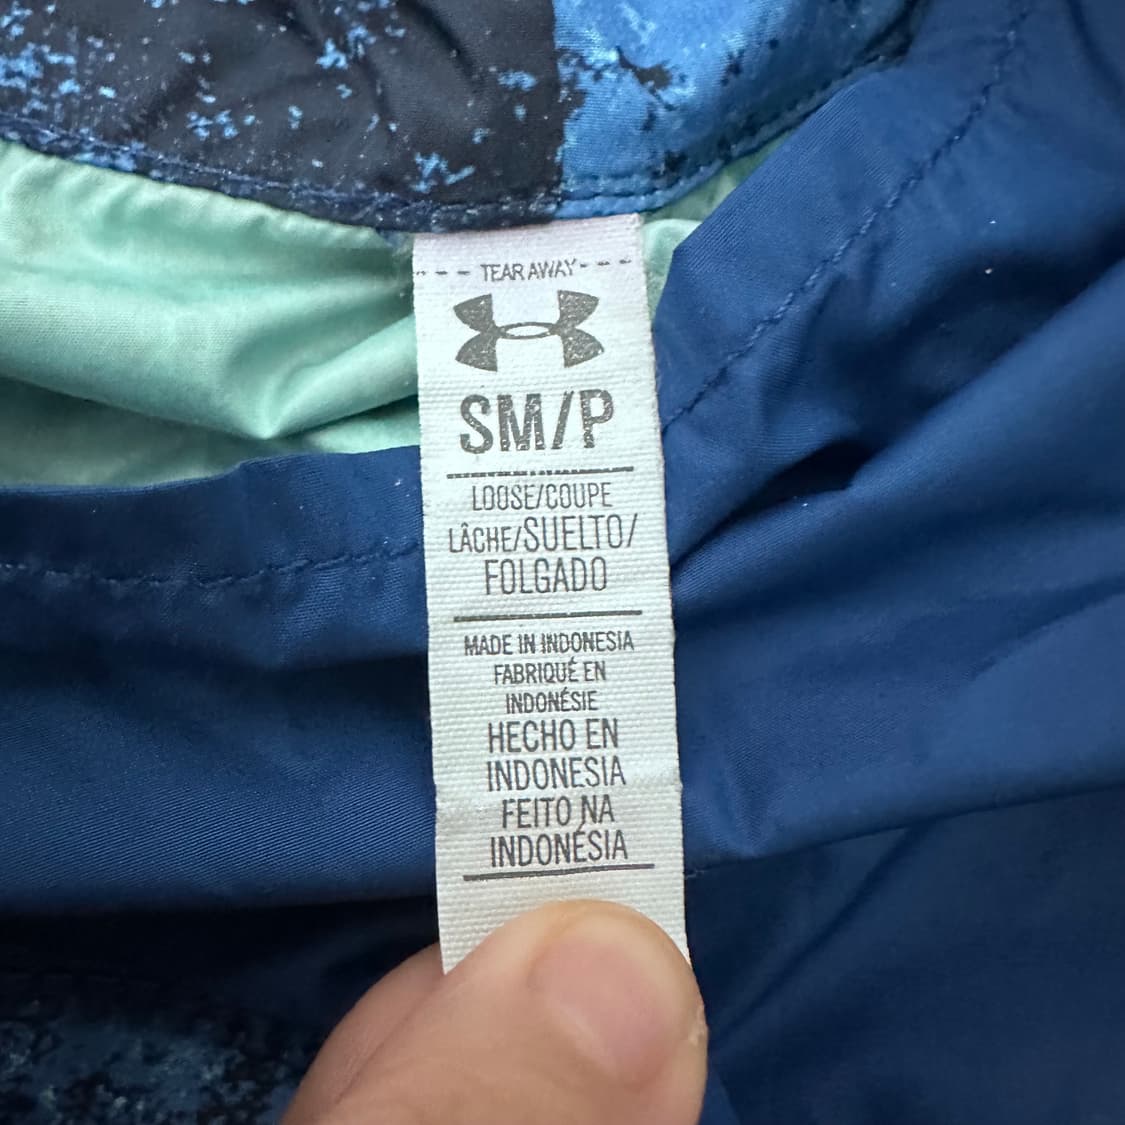 - - - TEAR AWAY - - -
SM/P
LOOSE/COUPE
LÂCHE/SUELTO/
FOLGADO
MADE IN INDONESIA
FABRIQUÉ EN
INDONÉSIE
HECHO EN
INDONESIA
FEITO NA
INDONÉSIA